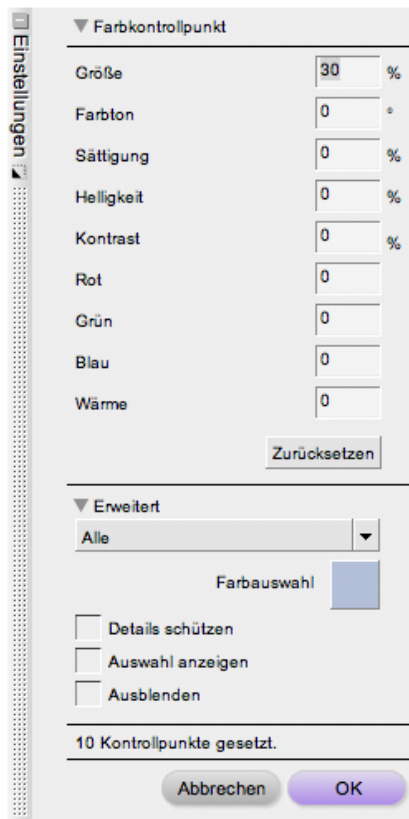 Einstellungen
Farbkontrollpunkt
Größe 30 %
Farbton 0 °
Sättigung 0 %
Helligkeit 0 %
Kontrast 0 %
Rot 0
Grün 0
Blau 0
Wärme 0
Zurücksetzen
Erweitert
Alle
Farbauswahl
Details schützen
Auswahl anzeigen
Ausblenden
10 Kontrollpunkte gesetzt.
Abbrechen OK